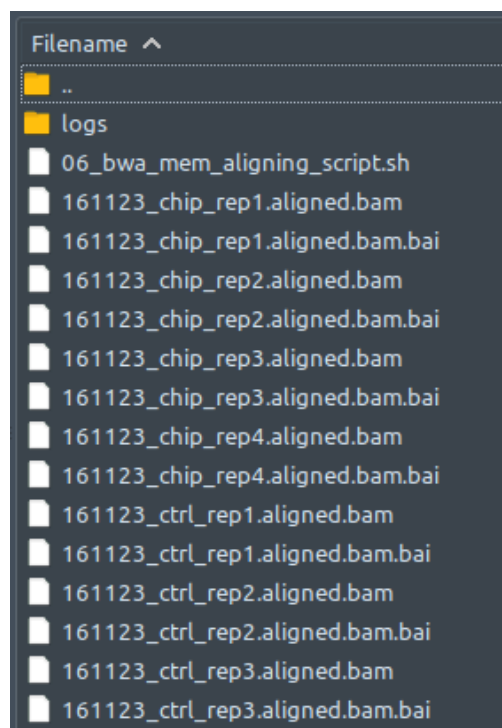 Filename
..
logs
06_bwa_mem_aligning_script.sh
161123_chip_rep1.aligned.bam
161123_chip_rep1.aligned.bam.bai
161123_chip_rep2.aligned.bam
161123_chip_rep2.aligned.bam.bai
161123_chip_rep3.aligned.bam
161123_chip_rep3.aligned.bam.bai
161123_chip_rep4.aligned.bam
161123_chip_rep4.aligned.bam.bai
161123_ctrl_rep1.aligned.bam
161123_ctrl_rep1.aligned.bam.bai
161123_ctrl_rep2.aligned.bam
161123_ctrl_rep2.aligned.bam.bai
161123_ctrl_rep3.aligned.bam
161123_ctrl_rep3.aligned.bam.bai